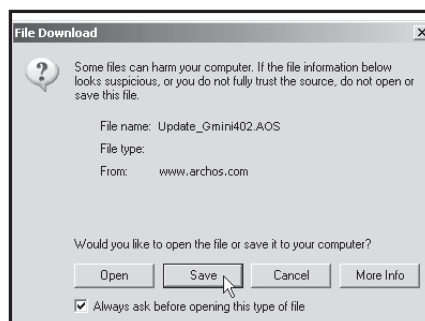 File Download
Some files can harm your computer. If the file information below
looks suspicious, or you do not fully trust the source, do not open or
save this file.
File name: Update_Gmini402.AOS
File type:
From: www.archos.com
Would you like to open the file or save it to your computer?
Open Save Cancel More Info
Always ask before opening this type of file